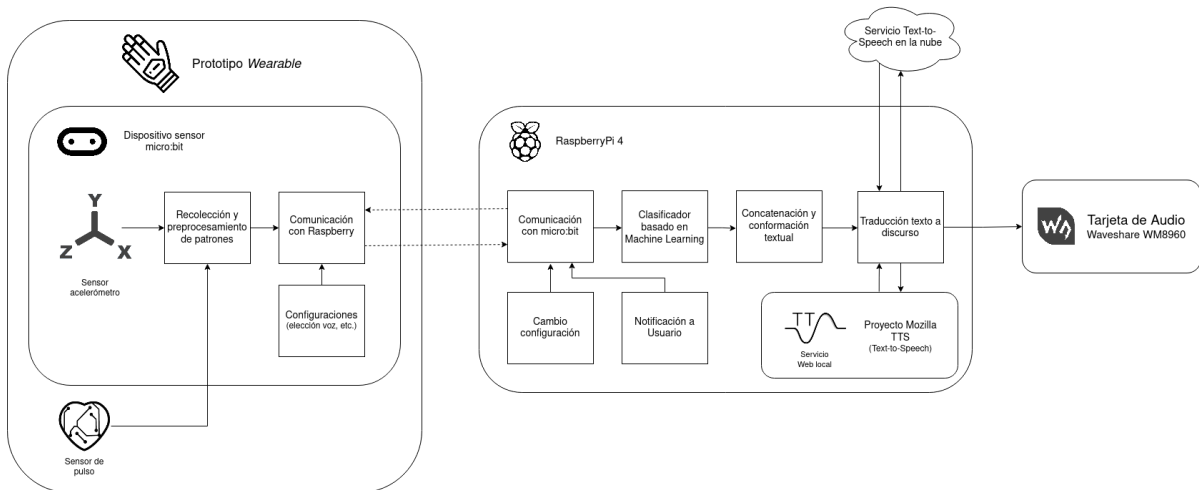 Prototipo Wearable
Dispositivo sensor
micro:bit
Y
Z
X
Sensor
acelerómetro
Recolección y
preprocesamiento
de patrones
Comunicación
con Raspberry
Configuraciones
(elección voz, etc.)
Sensor de
pulso
RaspberryPi 4
Comunicación
con micro:bit
Clasificador
basado en
Machine Learning
Concatenación y
conformación
textual
Traducción texto a
discurso
Cambio
configuración
Notificación a
Usuario
TT
Servicio
Web local
Proyecto Mozilla
TTS
(Text-to-Speech)
Servicio Text-to-
Speech en la nube
Tarjeta de Audio
Waveshare WM8960